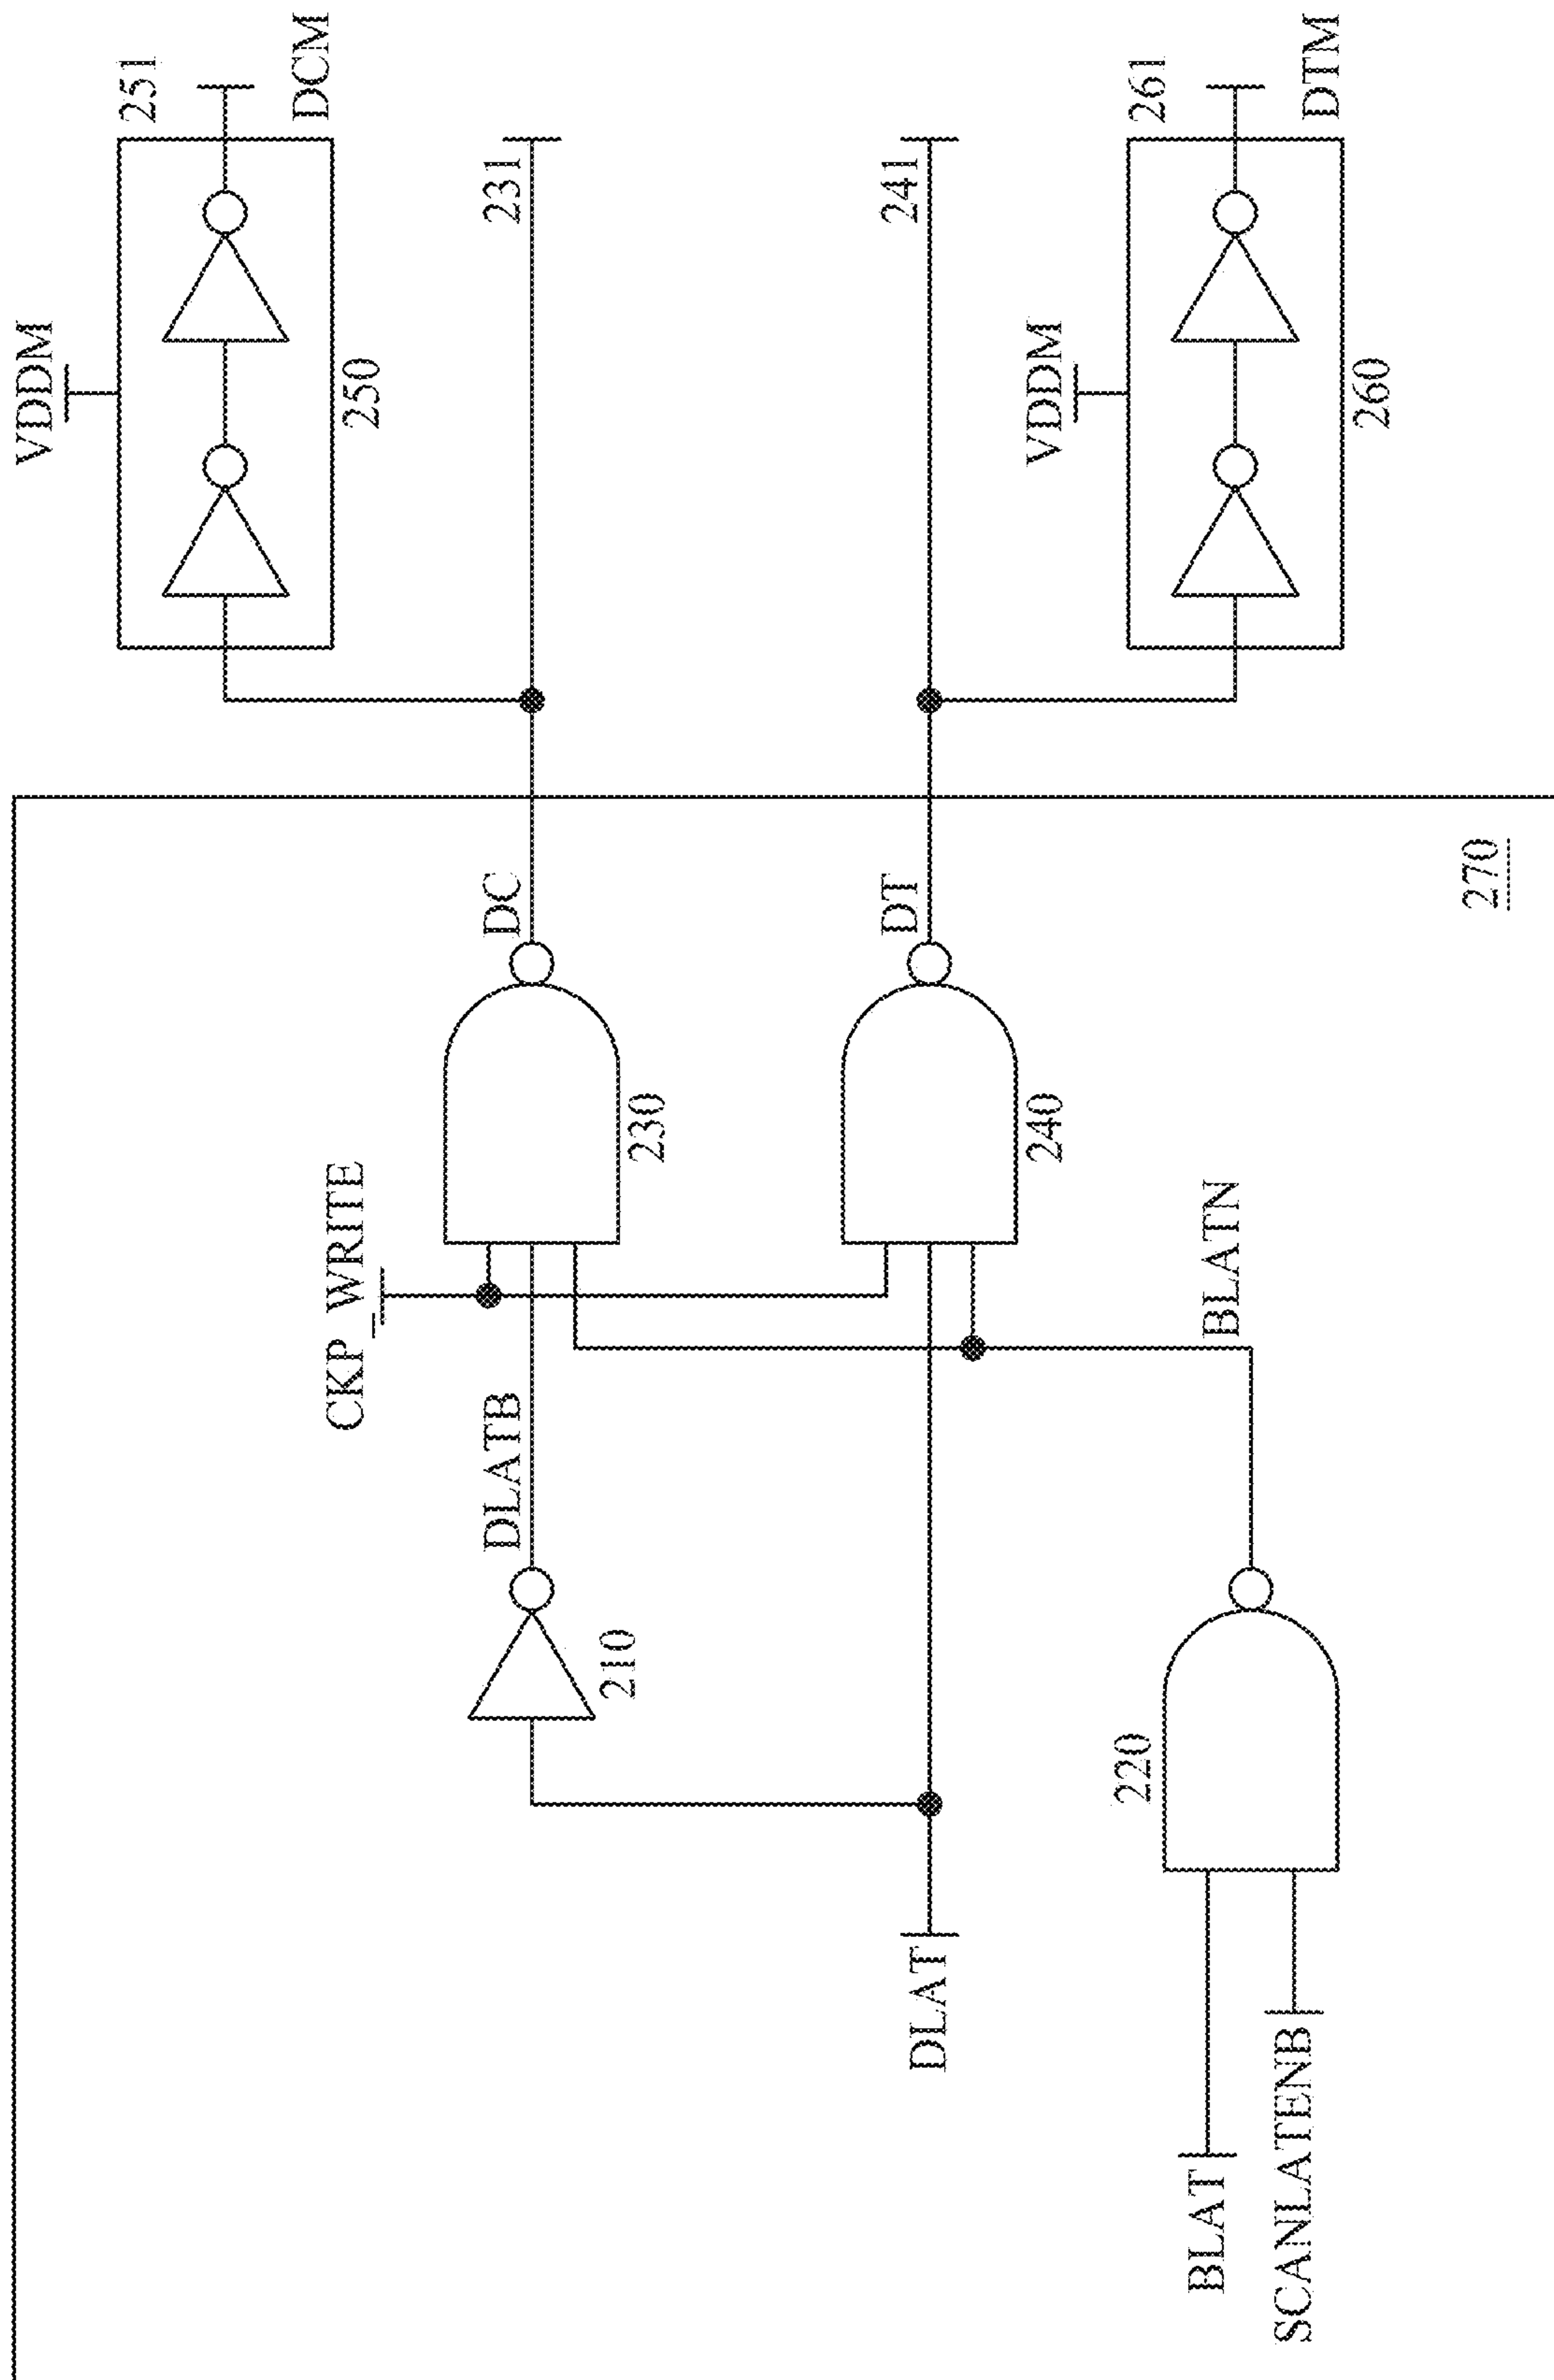 VDDM
251
DCM
250
231
CKP_WRITE
DC
DLATB
230
210
241
DT
DLAT
240
VDDM
261
DTM
260
220
BLATN
BLAT
SCANLATENB
270